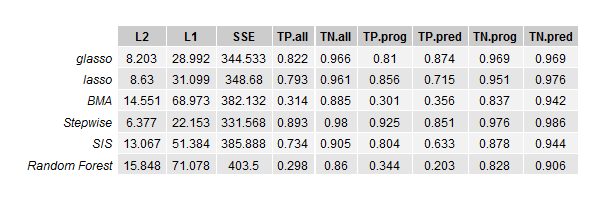 L2 L1 SSE TP.all TN.all TP.prog TP.pred TN.prog TN.pred
glasso 8.203 28.992 344.533 0.822 0.966 0.81 0.874 0.969 0.969
lasso 8.63 31.099 348.68 0.793 0.961 0.856 0.715 0.951 0.976
BMA 14.551 68.973 382.132 0.314 0.885 0.301 0.356 0.837 0.942
Stepwise 6.377 22.153 331.568 0.893 0.98 0.925 0.851 0.976 0.986
SIS 13.067 51.384 385.888 0.734 0.905 0.804 0.633 0.878 0.944
Random Forest 15.848 71.078 403.5 0.298 0.86 0.344 0.203 0.828 0.906